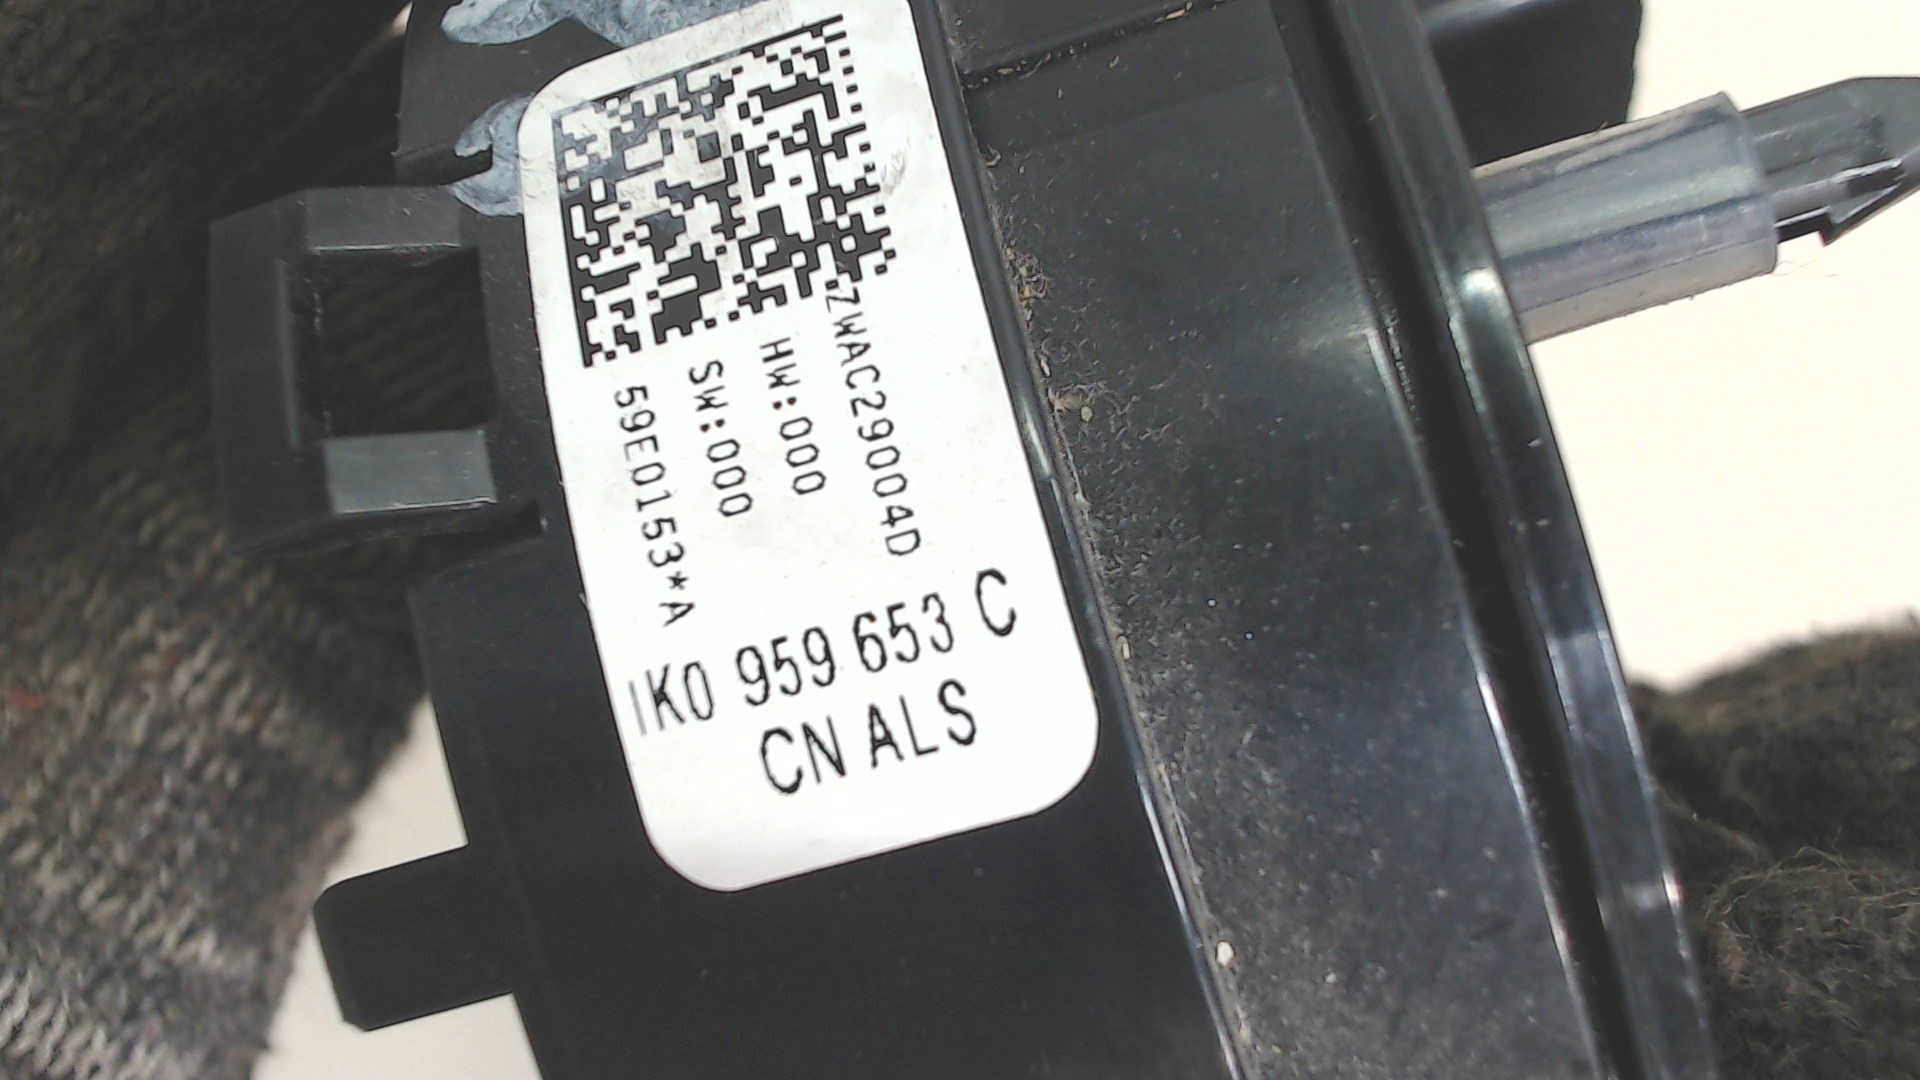 ZWAC29004D
HW:000
SW:000
59E0153*A
1K0 959 653 C
CN ALS